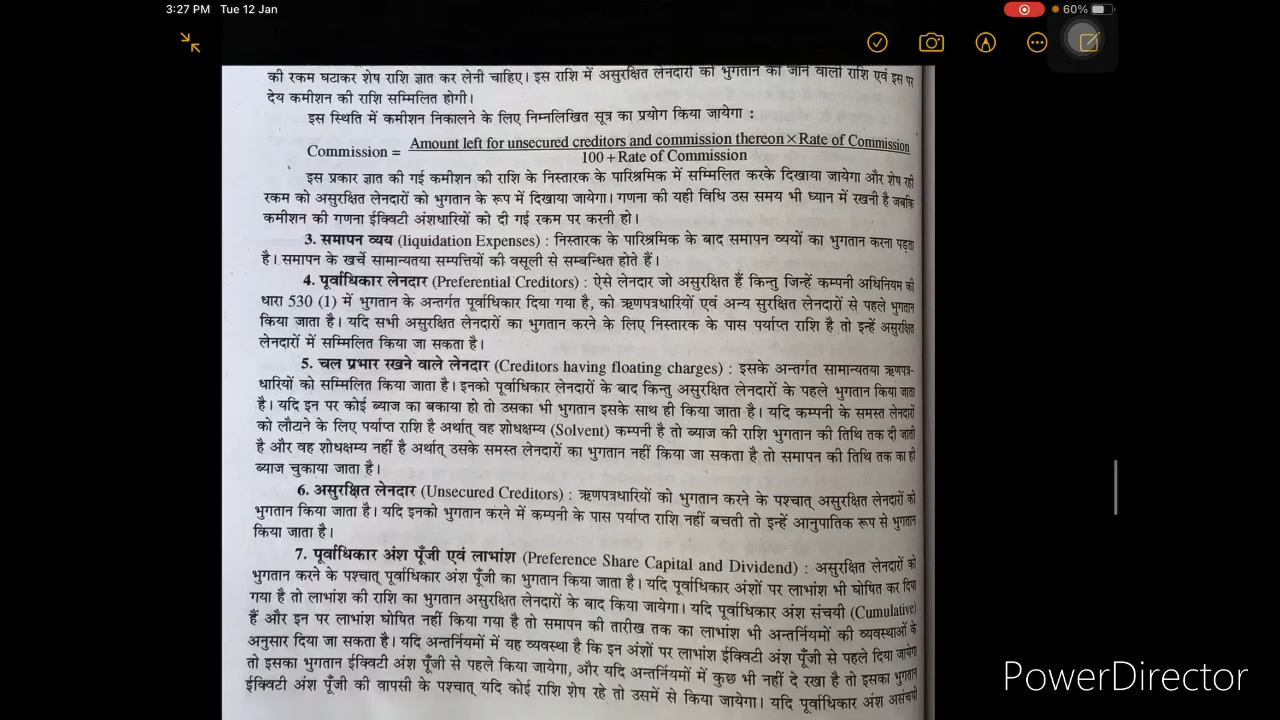 3:27 PM Tue 12 Jan
60%
की रकम घटाकर शेष राशि ज्ञात कर लेनी चाहिए। इस राशि में असुरक्षित लेनदारों को भुगतान की जाने वाली राशि एवं इस पर
देय कमीशन की राशि सम्मिलित होगी।
इस स्थिति में कमीशन निकालने के लिए निम्नलिखित सूत्र का प्रयोग किया जायेगा :
Commission = Amount left for unsecured creditors and commission thereon × Rate of Commission
100 + Rate of Commission
इस प्रकार ज्ञात की गई कमीशन की राशि के निस्तारक के पारिश्रमिक में सम्मिलित करके दिखाया जायेगा और शेष रही
रकम को असुरक्षित लेनदारों को भुगतान के रूप में दिखाया जायेगा। गणना की यही विधि उस समय भी ध्यान में रखनी है जबकि
कमीशन की गणना ईक्विटी अंशधारियों को दी गई रकम पर करनी हो।
3. समापन व्यय (liquidation Expenses) : निस्तारक के पारिश्रमिक के बाद समापन व्ययों का भुगतान करना पड़ता
है। समापन के खर्चे सामान्यतया सम्पत्तियों की वसूली से सम्बन्धित होते हैं।
4. पूर्वाधिकार लेनदार (Preferential Creditors) : ऐसे लेनदार जो असुरक्षित हैं किन्तु जिन्हें कम्पनी अधिनियम की
धारा 530 (1) में भुगतान के अन्तर्गत पूर्वाधिकार दिया गया है, को ऋणपत्रधारियों एवं अन्य सुरक्षित लेनदारों से पहले भुगतान
किया जाता है। यदि सभी असुरक्षित लेनदारों का भुगतान करने के लिए निस्तारक के पास पर्याप्त राशि है तो इन्हें असुरक्षित
लेनदारों में सम्मिलित किया जा सकता है।
5. चल प्रभार रखने वाले लेनदार (Creditors having floating charges) : इसके अन्तर्गत सामान्यतया ऋणपत्र-
धारियों को सम्मिलित किया जाता है। इनको पूर्वाधिकार लेनदारों के बाद किन्तु असुरक्षित लेनदारों के पहले भुगतान किया जाता
है। यदि इन पर कोई ब्याज का बकाया हो तो उसका भी भुगतान इसके साथ ही किया जाता है। यदि कम्पनी के समस्त लेनदारों
को लौटाने के लिए पर्याप्त राशि है अर्थात् वह शोधक्षम्य (Solvent) कम्पनी है तो ब्याज की राशि भुगतान की तिथि तक दी जाती
है और वह शोधक्षम्य नहीं है अर्थात् उसके समस्त लेनदारों का भुगतान नहीं किया जा सकता है तो समापन की तिथि तक का ही
ब्याज चुकाया जाता है।
6. असुरक्षित लेनदार (Unsecured Creditors) : ऋणपत्रधारियों को भुगतान करने के पश्चात् असुरक्षित लेनदारों को
भुगतान किया जाता है। यदि इनको भुगतान करने में कम्पनी के पास पर्याप्त राशि नहीं बचती तो इन्हें आनुपातिक रूप से भुगतान
किया जाता है।
7. पूर्वाधिकार अंश पूँजी एवं लाभांश (Preference Share Capital and Dividend) : असुरक्षित लेनदारों को
भुगतान करने के पश्चात् पूर्वाधिकार अंश पूँजी का भुगतान किया जाता है। यदि पूर्वाधिकार अंशों पर लाभांश भी घोषित कर दिया
गया है तो लाभांश की राशि का भुगतान असुरक्षित लेनदारों के बाद किया जायेगा। यदि पूर्वाधिकार अंश संचयी (Cumulative)
हैं और इन पर लाभांश घोषित नहीं किया गया है तो समापन की तारीख तक का लाभांश भी अन्तर्नियमों की व्यवस्थाओं के
अनुसार दिया जा सकता है। यदि अन्तर्नियमों में यह व्यवस्था है कि इन अंशों पर लाभांश ईक्विटी अंश पूँजी से पहले दिया जायेगा
तो इसका भुगतान ईक्विटी अंश पूँजी से पहले किया जायेगा, और यदि अन्तर्नियमों में कुछ भी नहीं दे रखा है तो इसका भुगतान
ईक्विटी अंश पूँजी की वापसी के पश्चात् यदि कोई राशि शेष रहे तो उसमें से किया जायेगा। यदि पूर्वाधिकार अंश असंचयी
PowerDirector